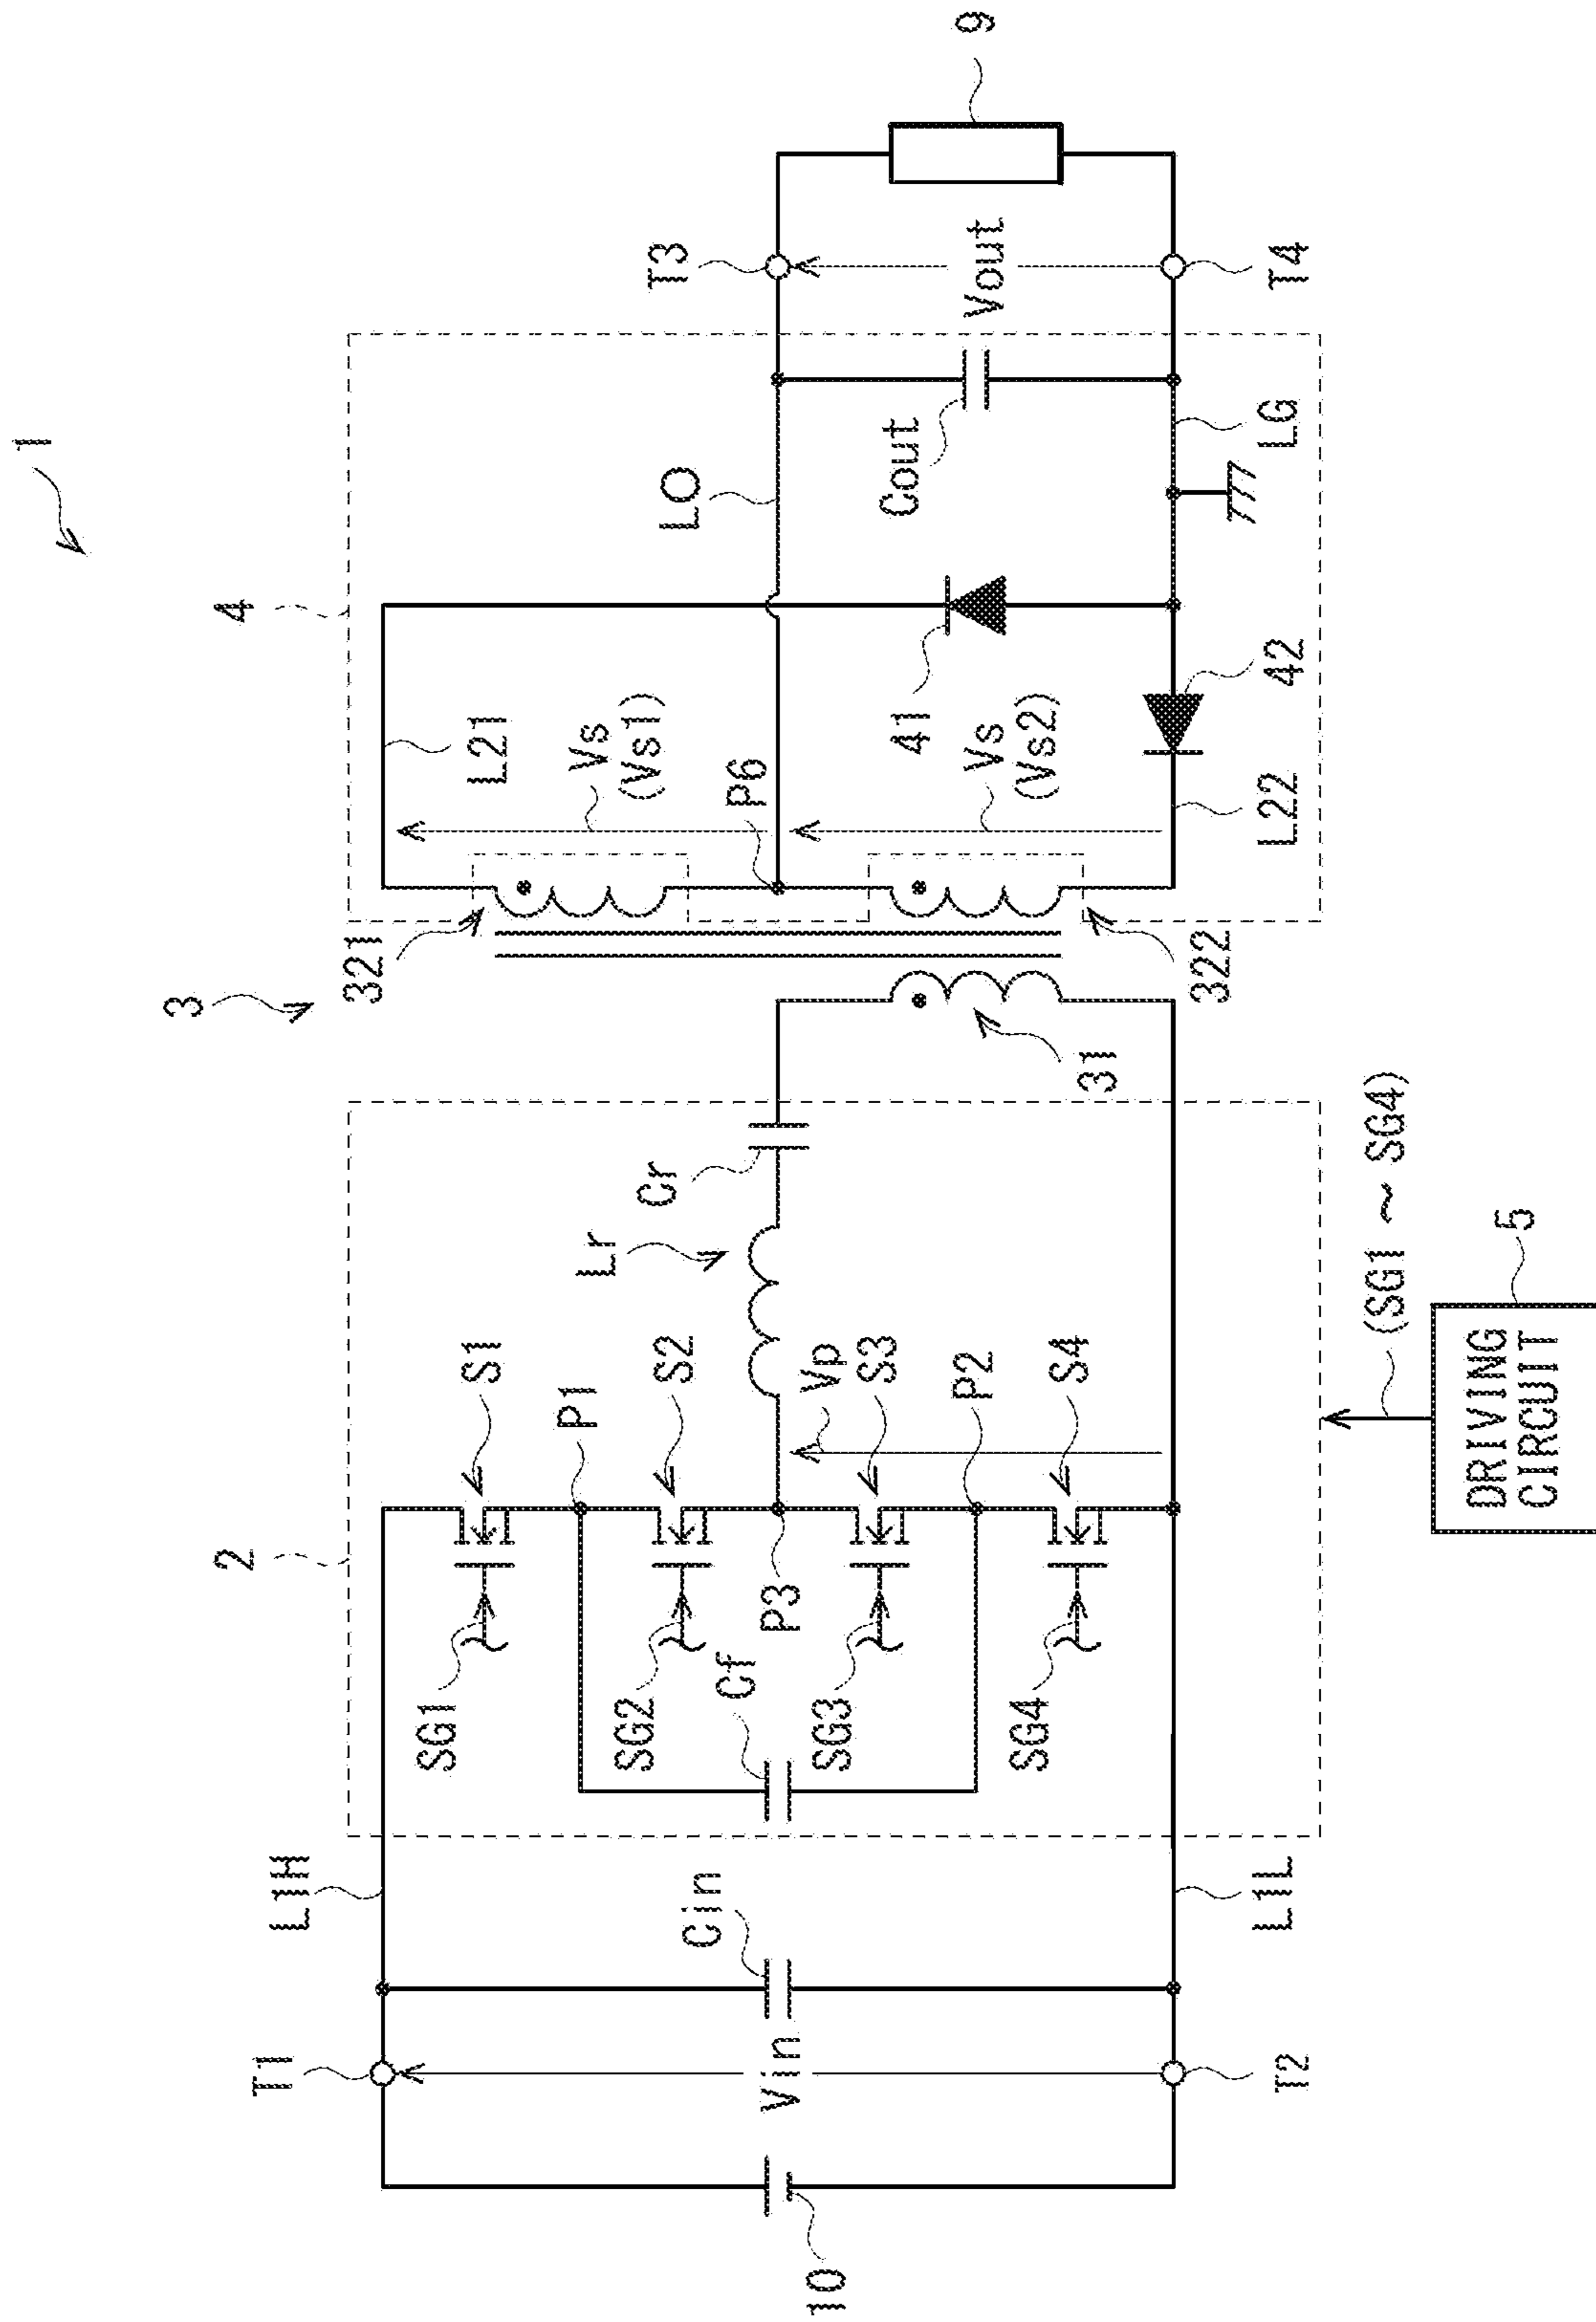 1
3
2
4
T1
L1H
SG1
S1
P1
321
L21
Vs
(Vs1)
LO
T3
SG2
S2
Lr
Cr
P6
10
Vin
Cin
Cf
P3
Vp
Cout
Vout
9
SG3
S3
31
41
Vs
(Vs2)
P2
SG4
S4
322
T2
L1L
L22
42
LG
T4
(SG1 ~ SG4)
DRIVING
CIRCUIT
5